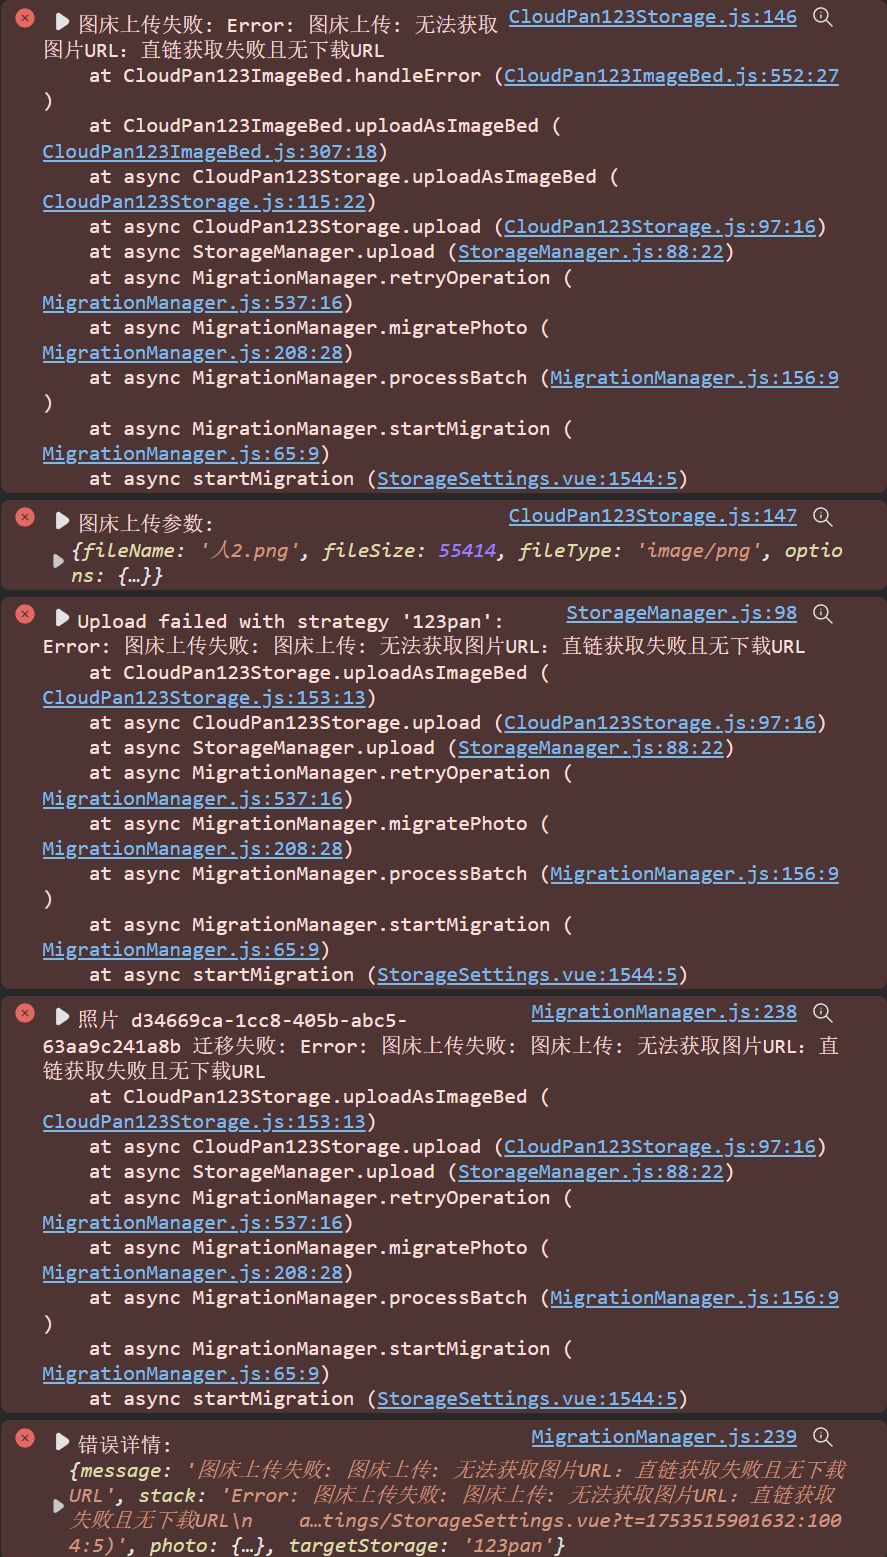 图床上传失败: Error: 图床上传: 无法获取 CloudPan123Storage.js:146
图片URL：直链获取失败且无下载URL
at CloudPan123ImageBed.handleError (CloudPan123ImageBed.js:552:27
)
at CloudPan123ImageBed.uploadAsImageBed (
CloudPan123ImageBed.js:307:18)
at async CloudPan123Storage.uploadAsImageBed (
CloudPan123Storage.js:115:22)
at async CloudPan123Storage.upload (CloudPan123Storage.js:97:16)
at async StorageManager.upload (StorageManager.js:88:22)
at async MigrationManager.retryOperation (
MigrationManager.js:537:16)
at async MigrationManager.migratePhoto (
MigrationManager.js:208:28)
at async MigrationManager.processBatch (MigrationManager.js:156:9
)
at async MigrationManager.startMigration (
MigrationManager.js:65:9)
at async startMigration (StorageSettings.vue:1544:5)
图床上传参数: CloudPan123Storage.js:147
{fileName: '人2.png', fileSize: 55414, fileType: 'image/png', optio
ns: {…}}
Upload failed with strategy '123pan': StorageManager.js:98
Error: 图床上传失败: 图床上传: 无法获取图片URL：直链获取失败且无下载URL
at CloudPan123Storage.uploadAsImageBed (
CloudPan123Storage.js:153:13)
at async CloudPan123Storage.upload (CloudPan123Storage.js:97:16)
at async StorageManager.upload (StorageManager.js:88:22)
at async MigrationManager.retryOperation (
MigrationManager.js:537:16)
at async MigrationManager.migratePhoto (
MigrationManager.js:208:28)
at async MigrationManager.processBatch (MigrationManager.js:156:9
)
at async MigrationManager.startMigration (
MigrationManager.js:65:9)
at async startMigration (StorageSettings.vue:1544:5)
照片 d34669ca-1cc8-405b-abc5- MigrationManager.js:238
63aa9c241a8b 迁移失败: Error: 图床上传失败: 图床上传: 无法获取图片URL：直
链获取失败且无下载URL
at CloudPan123Storage.uploadAsImageBed (
CloudPan123Storage.js:153:13)
at async CloudPan123Storage.upload (CloudPan123Storage.js:97:16)
at async StorageManager.upload (StorageManager.js:88:22)
at async MigrationManager.retryOperation (
MigrationManager.js:537:16)
at async MigrationManager.migratePhoto (
MigrationManager.js:208:28)
at async MigrationManager.processBatch (MigrationManager.js:156:9
)
at async MigrationManager.startMigration (
MigrationManager.js:65:9)
at async startMigration (StorageSettings.vue:1544:5)
错误详情: MigrationManager.js:239
{message: '图床上传失败: 图床上传: 无法获取图片URL：直链获取失败且无下载
URL', stack: 'Error: 图床上传失败: 图床上传: 无法获取图片URL：直链获取
失败且无下载URL\n    a…tings/StorageSettings.vue?t=1753515901632:100
4:5)', photo: {…}, targetStorage: '123pan'}